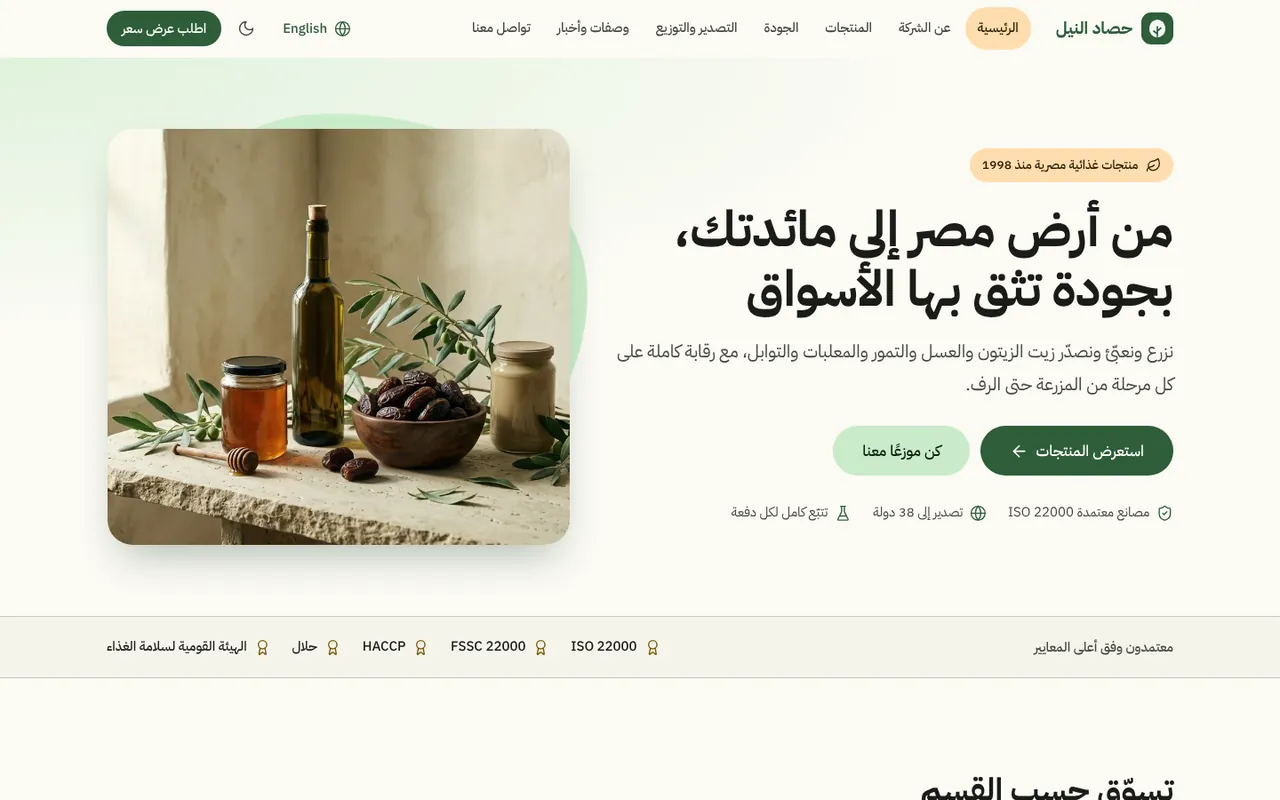 حصاد النيل
الرئيسية
عن الشركة
المنتجات
الجودة
التصدير والتوزيع
وصفات وأخبار
تواصل معنا
English
اطلب عرض سعر
منتجات غذائية مصرية منذ 1998
من أرض مصر إلى مائدتك،
بجودة تثق بها الأسواق
نزرع ونعبّئ ونصدّر زيت الزيتون والعسل والتمور والمعلبات والتوابل، مع رقابة كاملة على
كل مرحلة من المزرعة حتى الرف.
استعرض المنتجات
كن موزعًا معنا
مصانع معتمدة ISO 22000
تصدير إلى 38 دولة
تتبّع كامل لكل دفعة
معتمدون وفق أعلى المعايير
ISO 22000
FSSC 22000
HACCP
حلال
الهيئة القومية لسلامة الغذاء
تسوّق حسب القسم